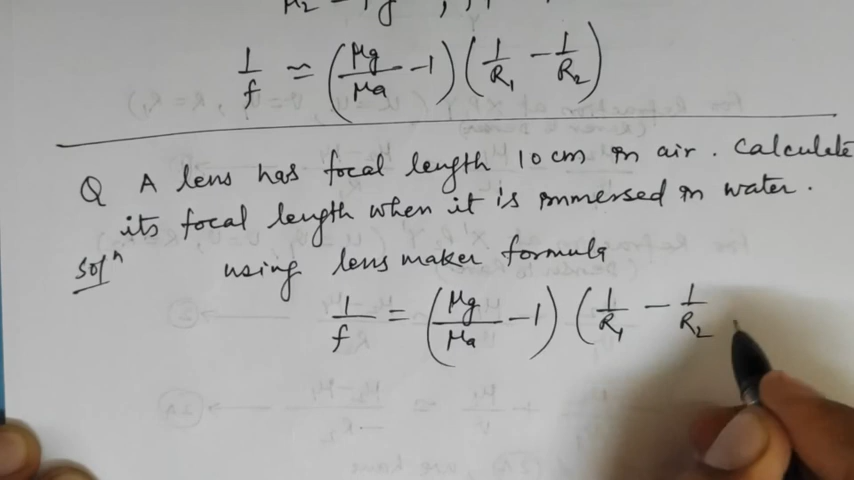 1/f ≃ (μg/μa − 1) (1/R₁ − 1/R₂)
Q A lens has focal length 10 cm in air. Calculate
its focal length when it is immersed in water.
Solⁿ using lens maker formula
1/f = (μg/μa − 1) (1/R₁ − 1/R₂